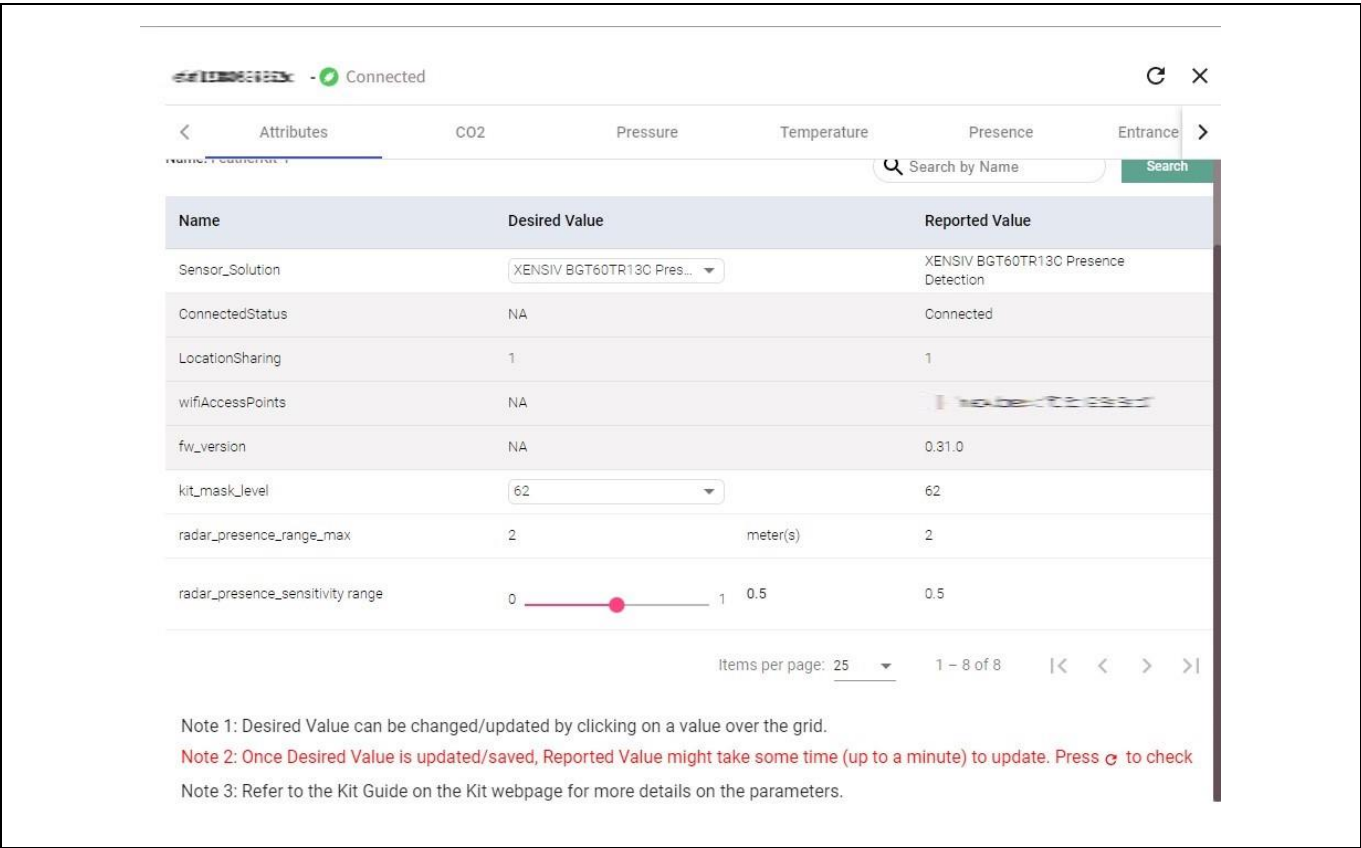 - Connected
Attributes CO2 Pressure Temperature Presence Entrance
Search by Name Search
Name Desired Value Reported Value
Sensor_Solution XENSIV BGT60TR13C Pres... XENSIV BGT60TR13C Presence
Detection
ConnectedStatus NA Connected
LocationSharing 1 1
wifiAccessPoints NA
fw_version NA 0.31.0
kit_mask_level 62 62
radar_presence_range_max 2 meter(s) 2
radar_presence_sensitivity range 0 1 0.5 0.5
Items per page: 25 1 – 8 of 8
Note 1: Desired Value can be changed/updated by clicking on a value over the grid.
Note 2: Once Desired Value is updated/saved, Reported Value might take some time (up to a minute) to update. Press to check
Note 3: Refer to the Kit Guide on the Kit webpage for more details on the parameters.